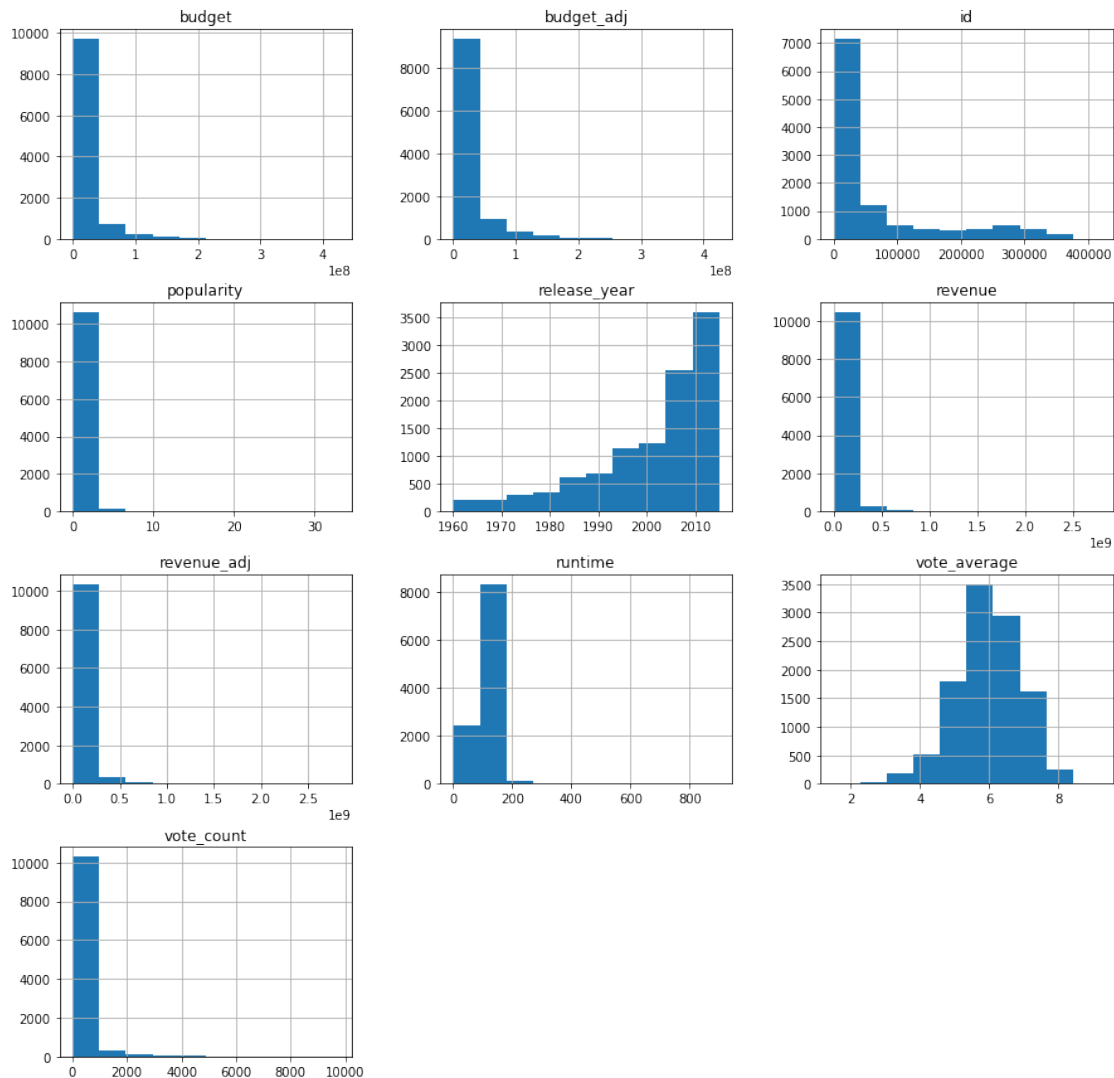 budget
10000
8000
6000
4000
2000
0
0 1 2 3 4
1e8
budget_adj
8000
6000
4000
2000
0
0 1 2 3 4
1e8
id
7000
6000
5000
4000
3000
2000
1000
0
0 100000 200000 300000 400000
popularity
10000
8000
6000
4000
2000
0
0 10 20 30
release_year
3500
3000
2500
2000
1500
1000
500
0
1960 1970 1980 1990 2000 2010
revenue
10000
8000
6000
4000
2000
0
0.0 0.5 1.0 1.5 2.0 2.5
1e9
revenue_adj
10000
8000
6000
4000
2000
0
0.0 0.5 1.0 1.5 2.0 2.5
1e9
runtime
8000
6000
4000
2000
0
0 200 400 600 800
vote_average
3500
3000
2500
2000
1500
1000
500
0
2 4 6 8
vote_count
10000
8000
6000
4000
2000
0
0 2000 4000 6000 8000 10000